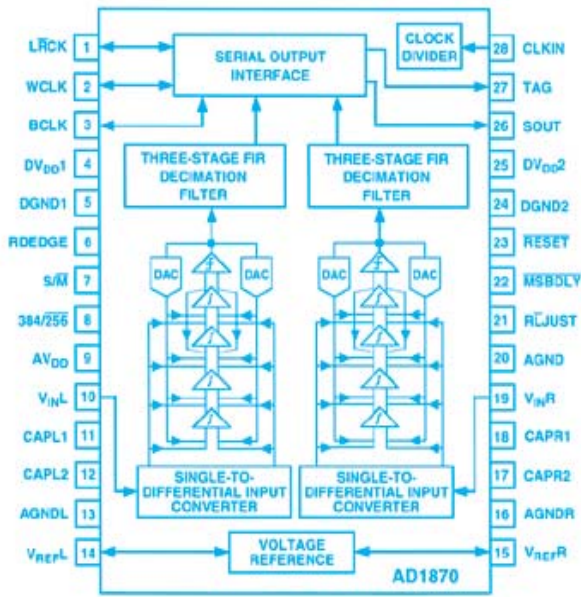 LRCK 1
WCLK 2
BCLK 3
DVDD1 4
DGND1 5
RDEDGE 6
S/M 7
384/256 8
AVDD 9
VINL 10
CAPL1 11
CAPL2 12
AGNDL 13
VREFL 14
SERIAL OUTPUT
INTERFACE
CLOCK
DIVIDER
THREE-STAGE FIR
DECIMATION
FILTER
THREE-STAGE FIR
DECIMATION
FILTER
DAC
DAC
DAC
DAC
∫
∫
∫
∫
∫
∫
∫
∫
SINGLE-TO-
DIFFERENTIAL INPUT
CONVERTER
SINGLE-TO-
DIFFERENTIAL INPUT
CONVERTER
VOLTAGE
REFERENCE
AD1870
28 CLKIN
27 TAG
26 SOUT
25 DVDD2
24 DGND2
23 RESET
22 MSBDLY
21 RLJUST
20 AGND
19 VINR
18 CAPR1
17 CAPR2
16 AGNDR
15 VREFR